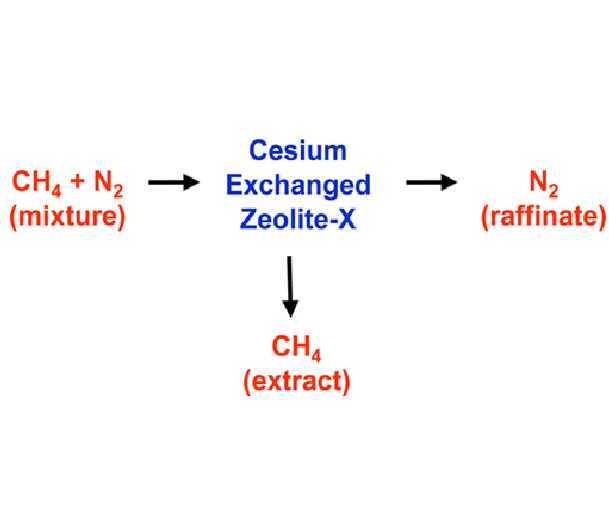 CH₄ + N₂
(mixture)
Cesium
Exchanged
Zeolite-X
N₂
(raffinate)
CH₄
(extract)